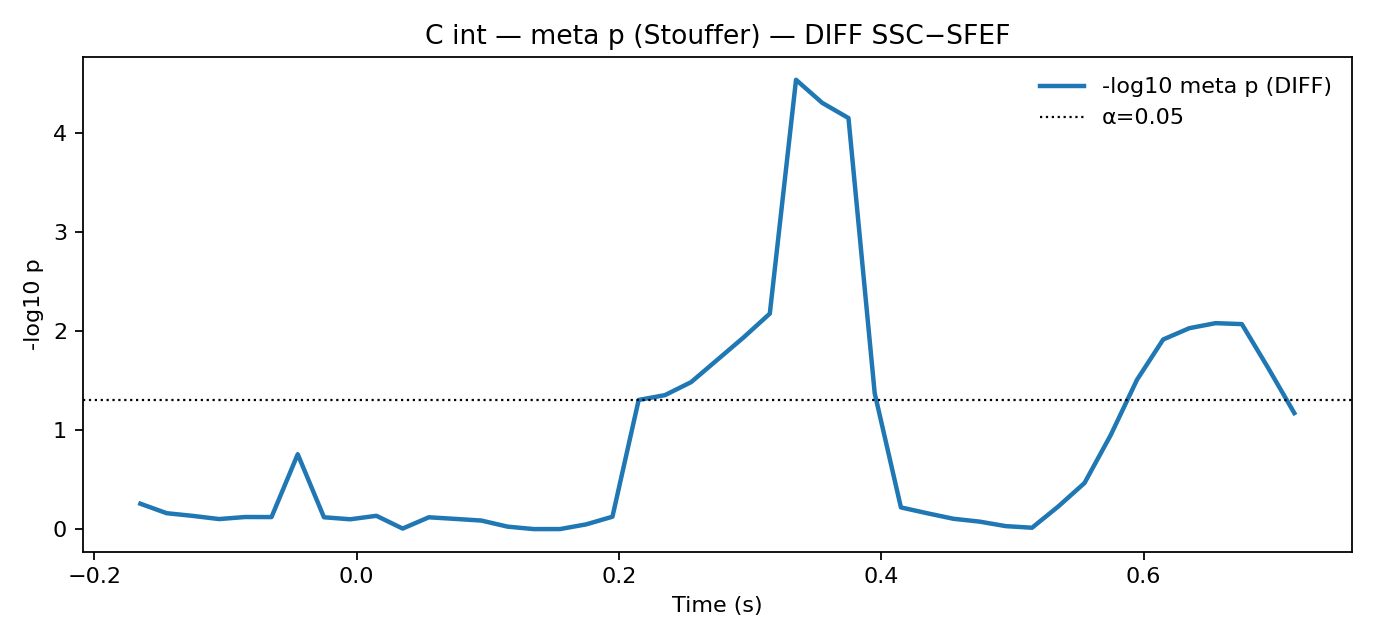 C int — meta p (Stouffer) — DIFF SSC−SFEF
-log10 meta p (DIFF)
α=0.05
4
3
2
1
0
-log10 p
−0.2
0.0
0.2
0.4
0.6
Time (s)